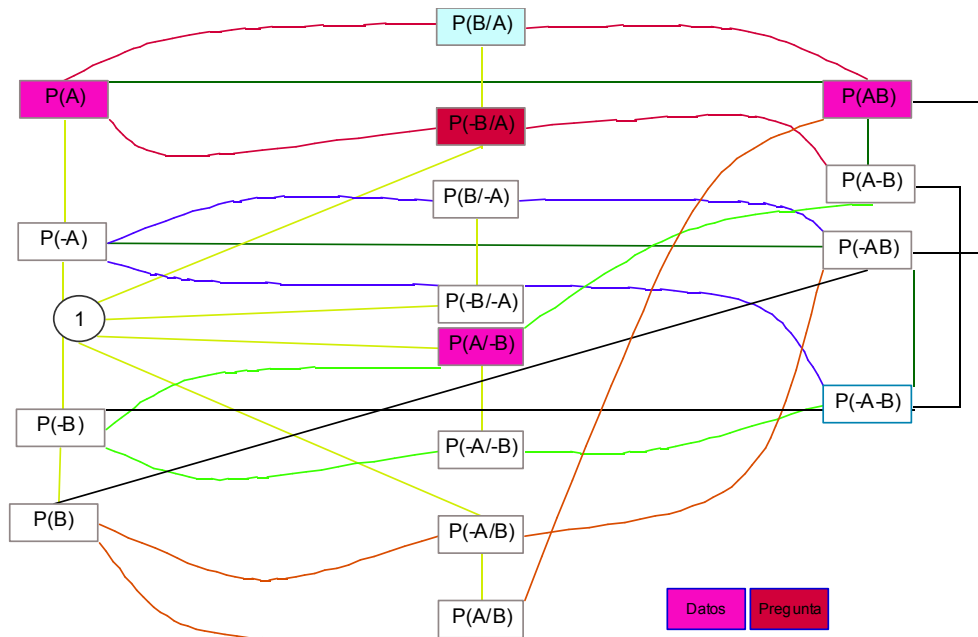 P(B/A)
P(A)
P(AB)
P(-B/A)
P(A-B)
P(B/-A)
P(-A)
P(-AB)
P(-B/-A)
1
P(A/-B)
P(-A-B)
P(-B)
P(-A/-B)
P(B)
P(-A/B)
P(A/B)
Datos
Pregunta